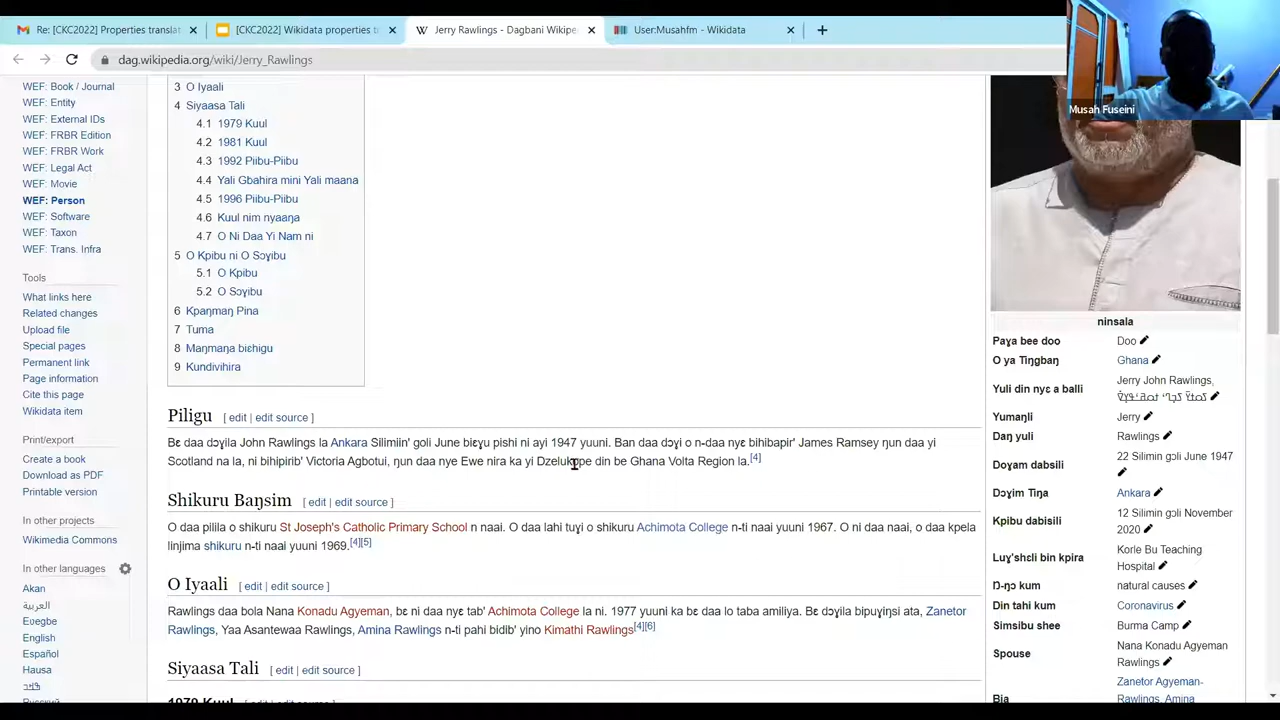 Re: [CKC2022] Properties translat
[CKC2022] Wikidata properties t
Jerry Rawlings - Dagbani Wikipe
User:Musahfm - Wikidata
dag.wikipedia.org/wiki/Jerry_Rawlings
Musah Fuseini
WEF: Book / Journal
WEF: Entity
WEF: External IDs
WEF: FRBR Edition
WEF: FRBR Work
WEF: Legal Act
WEF: Movie
WEF: Person
WEF: Software
WEF: Taxon
WEF: Trans. Infra
Tools
What links here
Related changes
Upload file
Special pages
Permanent link
Page information
Cite this page
Wikidata item
Print/export
Create a book
Download as PDF
Printable version
In other projects
Wikimedia Commons
In other languages
Akan
العربية
Eʋegbe
English
Español
Hausa
Русский
3 O Iyaali
4 Siyaasa Tali
4.1 1979 Kuul
4.2 1981 Kuul
4.3 1992 Piibu-Piibu
4.4 Yali Gbahira mini Yali maana
4.5 1996 Piibu-Piibu
4.6 Kuul nim nyaaŋa
4.7 O Ni Daa Yi Nam ni
5 O Kpibu ni O Sɔɣibu
5.1 O Kpibu
5.2 O Sɔɣibu
6 Kpaŋmaŋ Pina
7 Tuma
8 Maŋmaŋa biɛhigu
9 Kundivihira
Piligu [ edit | edit source ]
Bɛ daa dɔɣila John Rawlings la Ankara Silimiin' goli June biɛɣu pishi ni ayi 1947 yuuni. Ban daa dɔɣi o n-daa nyɛ bihibapir' James Ramsey ŋun daa yi
Scotland na la, ni bihipirib' Victoria Agbotui, ŋun daa nye Ewe nira ka yi Dzelukope din be Ghana Volta Region la.[4]
Shikuru Baŋsim [ edit | edit source ]
O daa pilila o shikuru St Joseph's Catholic Primary School n naai. O daa lahi tuɣi o shikuru Achimota College n-ti naai yuuni 1967. O ni daa naai, o daa kpela
linjima shikuru n-ti naai yuuni 1969.[4][5]
O Iyaali [ edit | edit source ]
Rawlings daa bola Nana Konadu Agyeman, bɛ ni daa nyɛ tab' Achimota College la ni. 1977 yuuni ka bɛ daa lo taba amiliya. Bɛ dɔɣila bipuɣiŋsi ata, Zanetor
Rawlings, Yaa Asantewaa Rawlings, Amina Rawlings n-ti pahi bidib' yino Kimathi Rawlings[4][6]
Siyaasa Tali [ edit | edit source ]
1979 Kuul
ninsala
Paɣa bee doo Doo
O ya Tiŋgbaŋ Ghana
Yuli din nyɛ a balli Jerry John Rawlings,
Yumaŋli Jerry
Daŋ yuli Rawlings
Doɣam dabsili 22 Silimin gɔli June 1947
Dɔɣim Tiŋa Ankara
Kpibu dabisili 12 Silimin gɔli November
2020
Luɣ'shɛli bin kpira Korle Bu Teaching
Hospital
Ŋ-ŋɔ kum natural causes
Din tahi kum Coronavirus
Simsibu shee Burma Camp
Spouse Nana Konadu Agyeman
Rawlings
Bia Zanetor Agyeman-
Rawlings, Amina